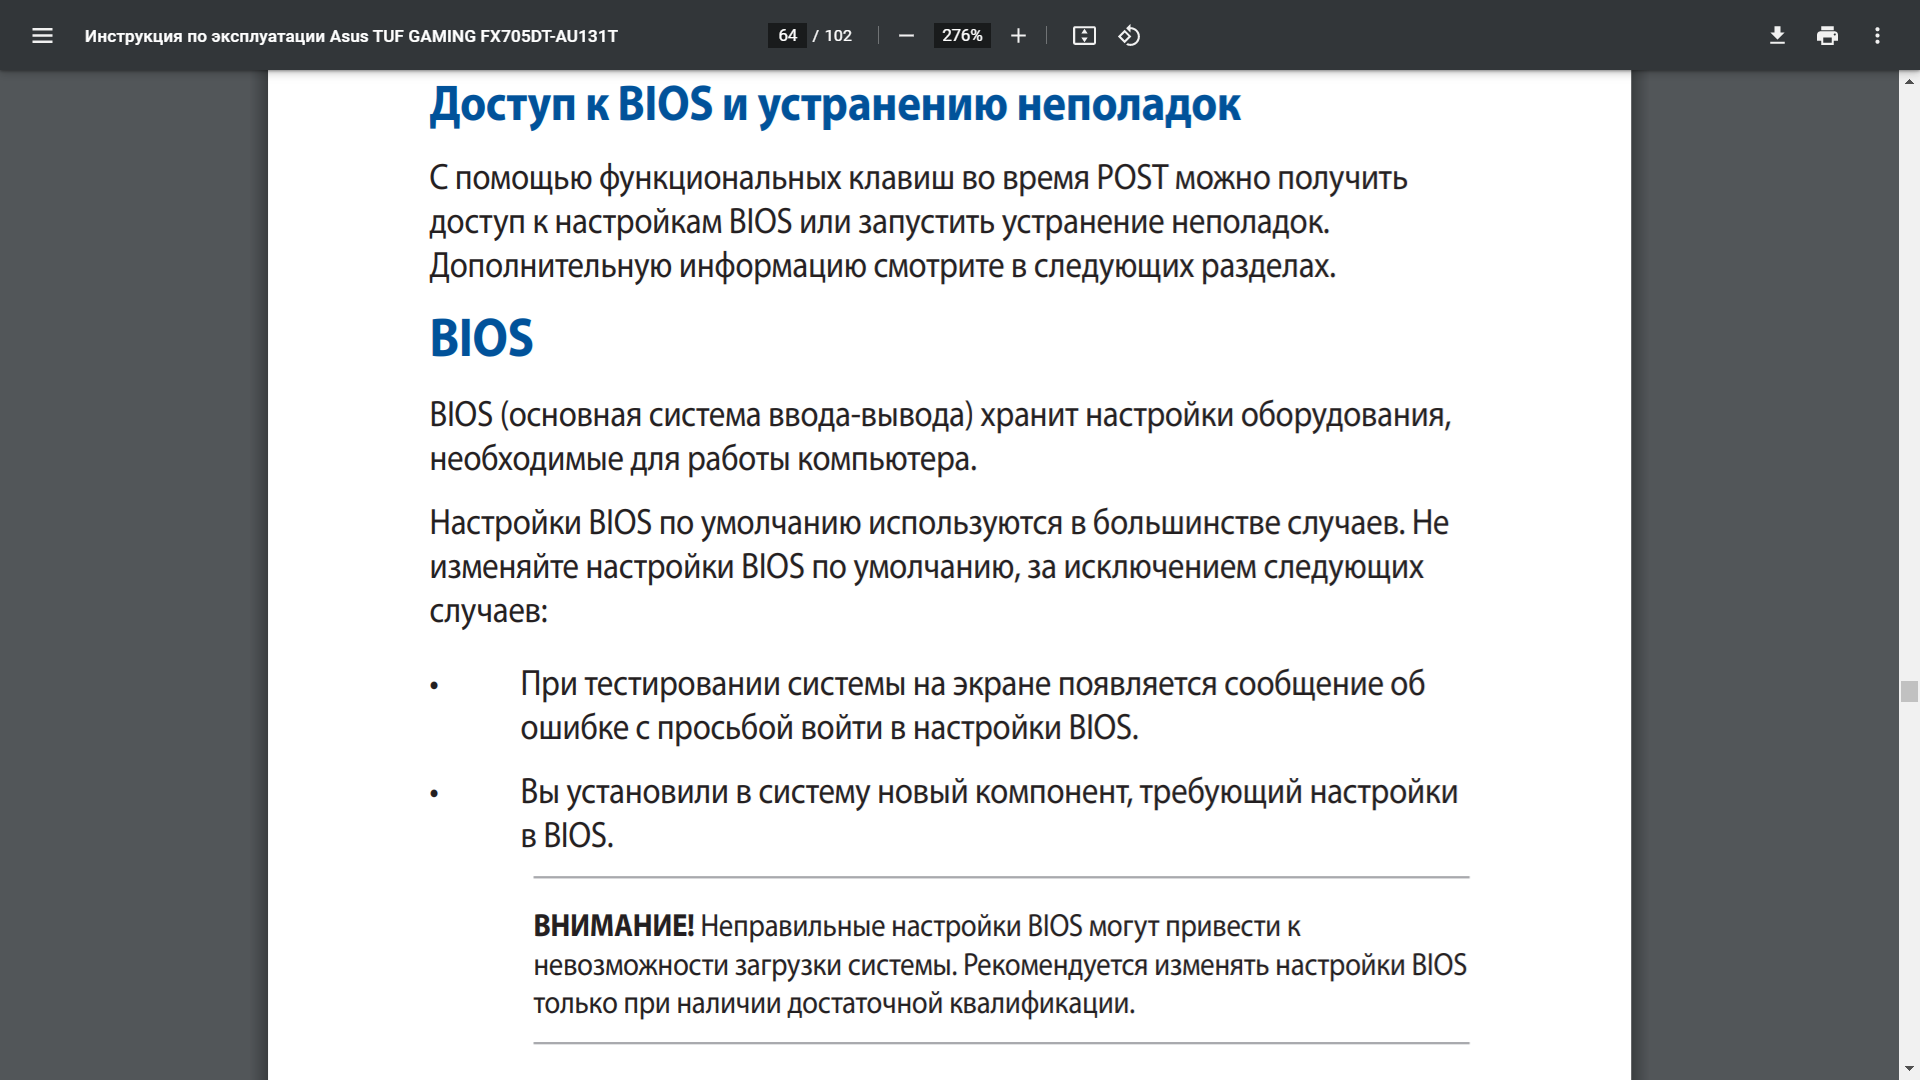 Инструкция по эксплуатации Asus TUF GAMING FX705DT-AU131T
64 / 102
276%
Доступ к BIOS и устранению неполадок
С помощью функциональных клавиш во время POST можно получить
доступ к настройкам BIOS или запустить устранение неполадок.
Дополнительную информацию смотрите в следующих разделах.
BIOS
BIOS (основная система ввода-вывода) хранит настройки оборудования,
необходимые для работы компьютера.
Настройки BIOS по умолчанию используются в большинстве случаев. Не
изменяйте настройки BIOS по умолчанию, за исключением следующих
случаев:
• При тестировании системы на экране появляется сообщение об
ошибке с просьбой войти в настройки BIOS.
• Вы установили в систему новый компонент, требующий настройки
в BIOS.
ВНИМАНИЕ! Неправильные настройки BIOS могут привести к
невозможности загрузки системы. Рекомендуется изменять настройки BIOS
только при наличии достаточной квалификации.